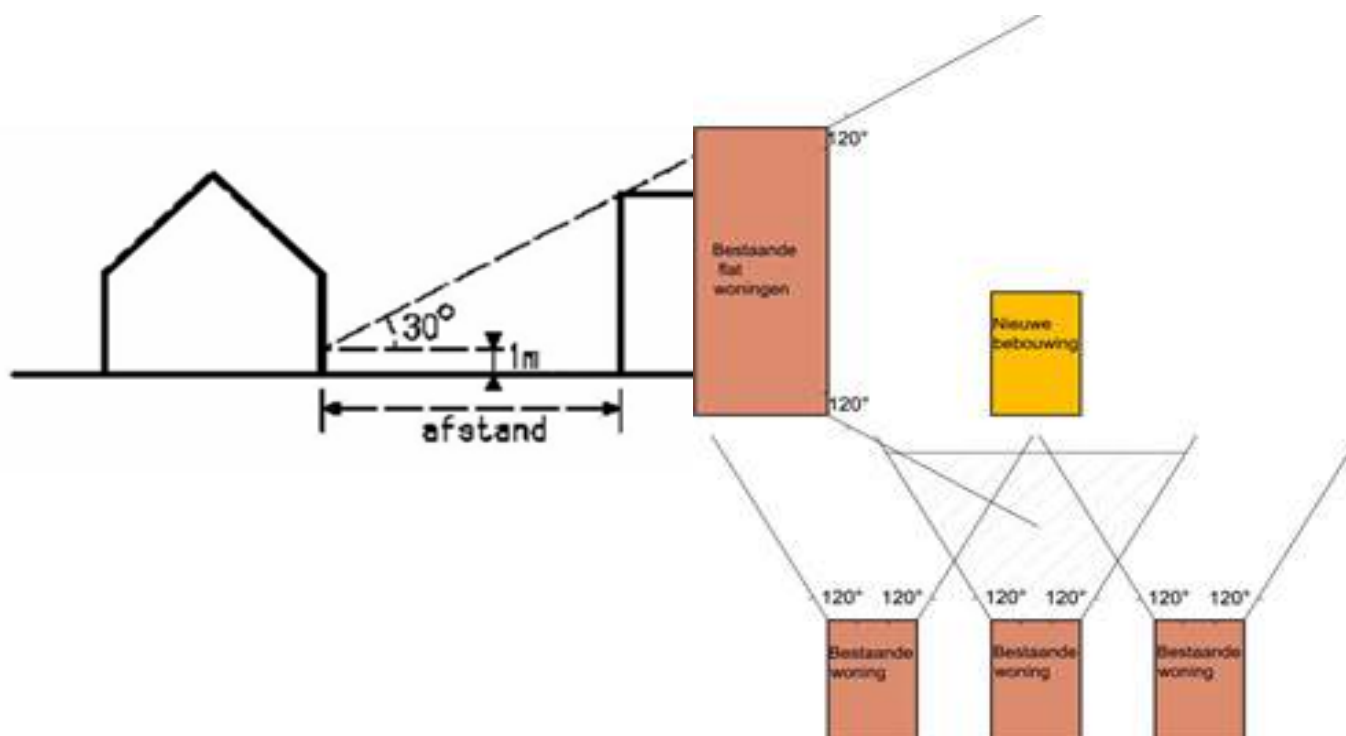 30°
1m
afstand
120°
Bestaande
flat
woningen
120°
Nieuwe
bebouwing
120° 120° 120° 120° 120° 120°
Bestaande
woning
Bestaande
woning
Bestaande
woning